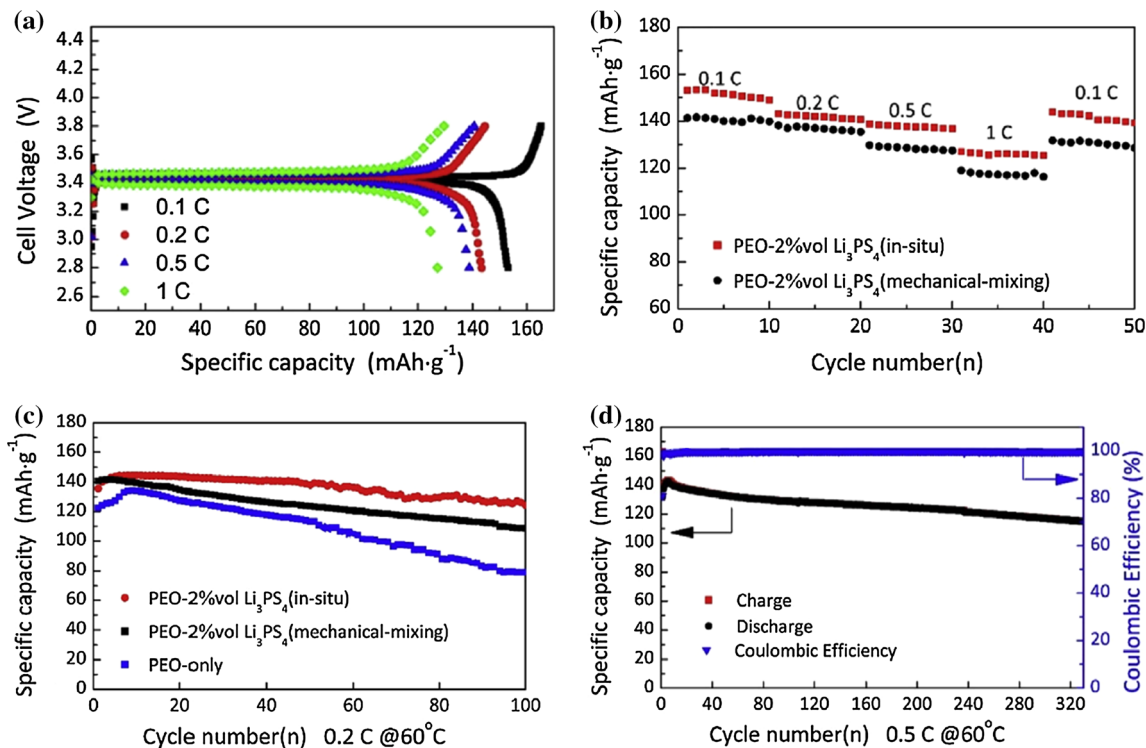 (a)
4.4
4.2
4.0
3.8
3.6
3.4
3.2
3.0
2.8
2.6
Cell Voltage (V)
0.1 C
0.2 C
0.5 C
1 C
0 20 40 60 80 100 120 140 160
Specific capacity (mAh·g⁻¹)
(b)
180
160
140
120
100
80
60
Specific capacity (mAh·g⁻¹)
0.1 C
0.2 C
0.5 C
1 C
0.1 C
PEO-2%vol Li₃PS₄(in-situ)
PEO-2%vol Li₃PS₄(mechanical-mixing)
0 10 20 30 40 50
Cycle number(n)
(c)
180
160
140
120
100
80
60
40
20
0
Specific capacity (mAh·g⁻¹)
PEO-2%vol Li₃PS₄(in-situ)
PEO-2%vol Li₃PS₄(mechanical-mixing)
PEO-only
0 20 40 60 80 100
Cycle number(n) 0.2 C @60°C
(d)
180
160
140
120
100
80
60
40
20
0
Specific capacity (mAh·g⁻¹)
Charge
Discharge
Coulombic Efficiency
100
80
60
40
20
0
Coulombic Efficiency (%)
0 40 80 120 160 200 240 280 320
Cycle number(n) 0.5 C @60°C